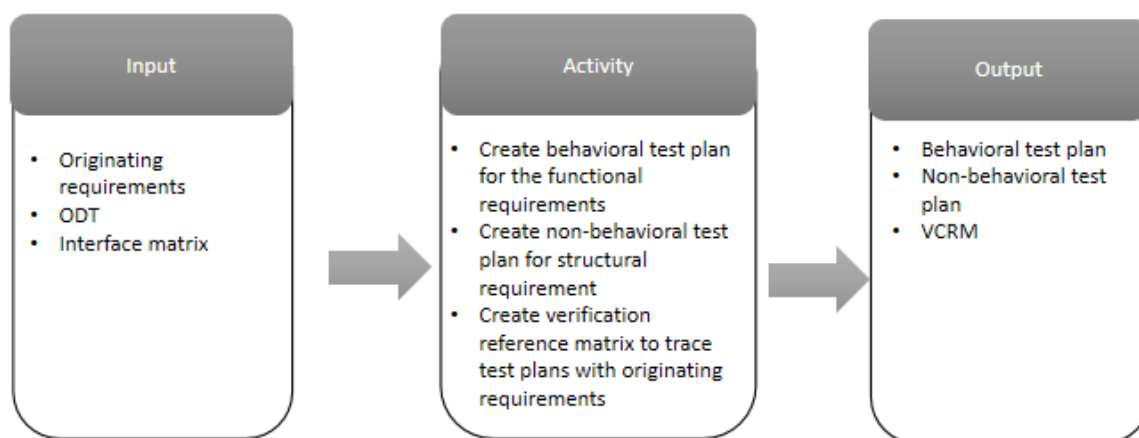 Input
• Originating
requirements
• ODT
• Interface matrix
Activity
• Create behavioral test plan
for the functional
requirements
• Create non-behavioral test
plan for structural
requirement
• Create verification
reference matrix to trace
test plans with originating
requirements
Output
• Behavioral test plan
• Non-behavioral test
plan
• VCRM